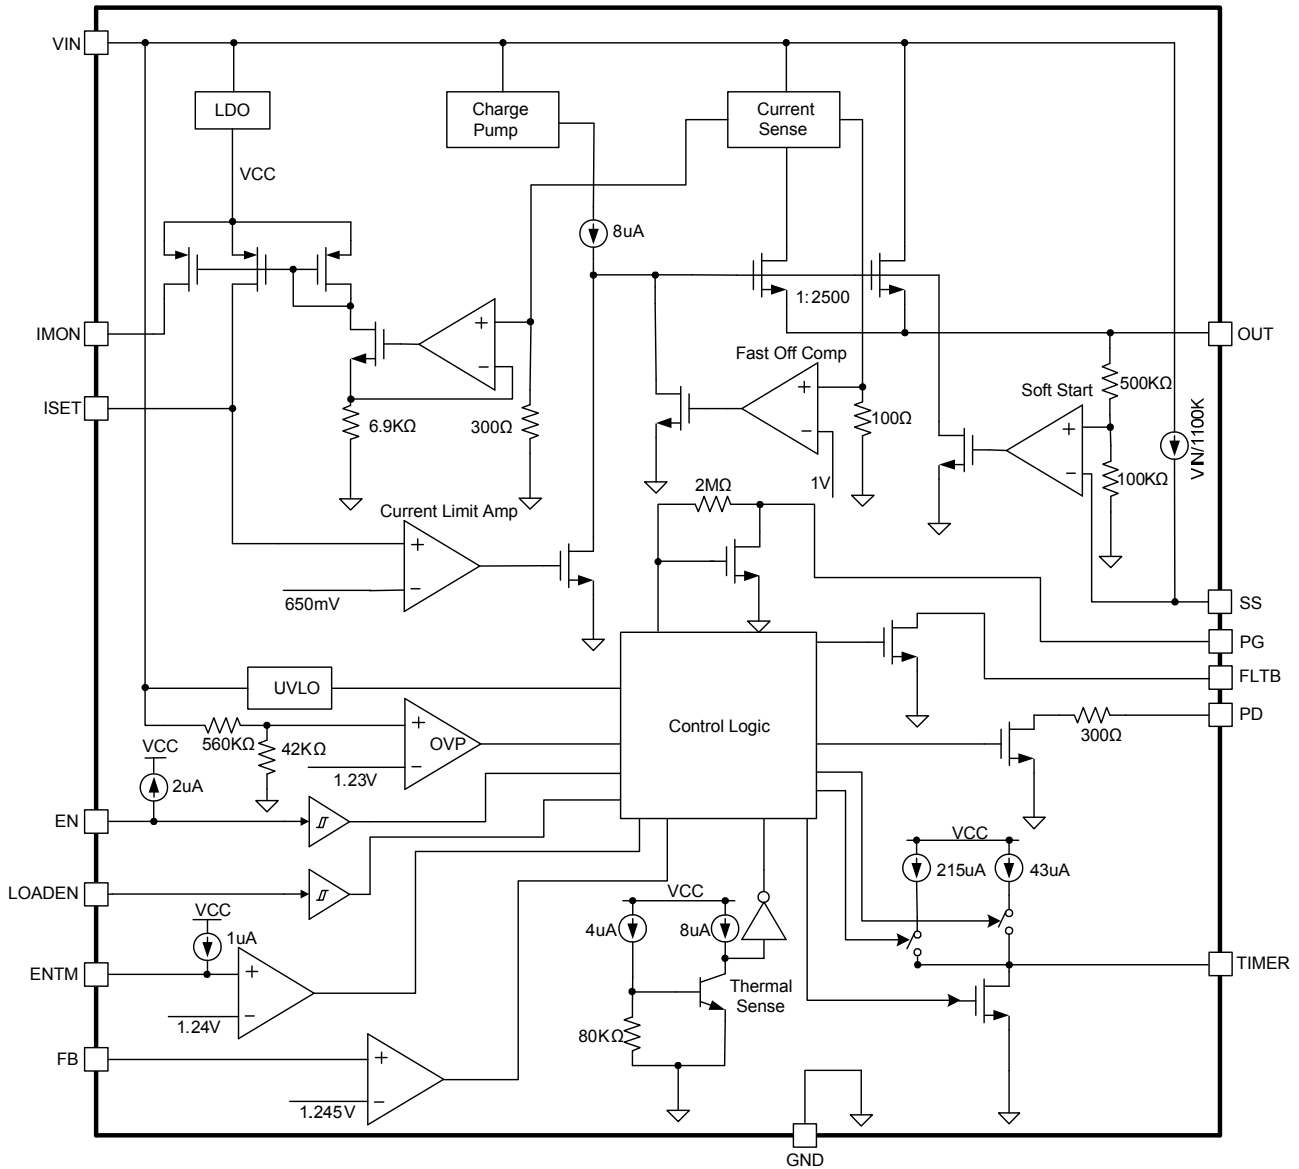 VIN
LDO
Charge
Pump
Current
Sense
VCC
8uA
1:2500
IMON
OUT
Fast Off Comp
500KΩ
Soft Start
ISET
6.9KΩ
300Ω
100Ω
VIN/1100K
100KΩ
1V
2MΩ
Current Limit Amp
650mV
SS
PG
FLTB
UVLO
PD
Control Logic
300Ω
560KΩ
42KΩ
OVP
VCC
1.23V
2uA
EN
VCC
215uA
43uA
LOADEN
VCC
VCC
4uA
8uA
1uA
ENTM
TIMER
Thermal
Sense
1.24V
80KΩ
FB
1.245V
GND